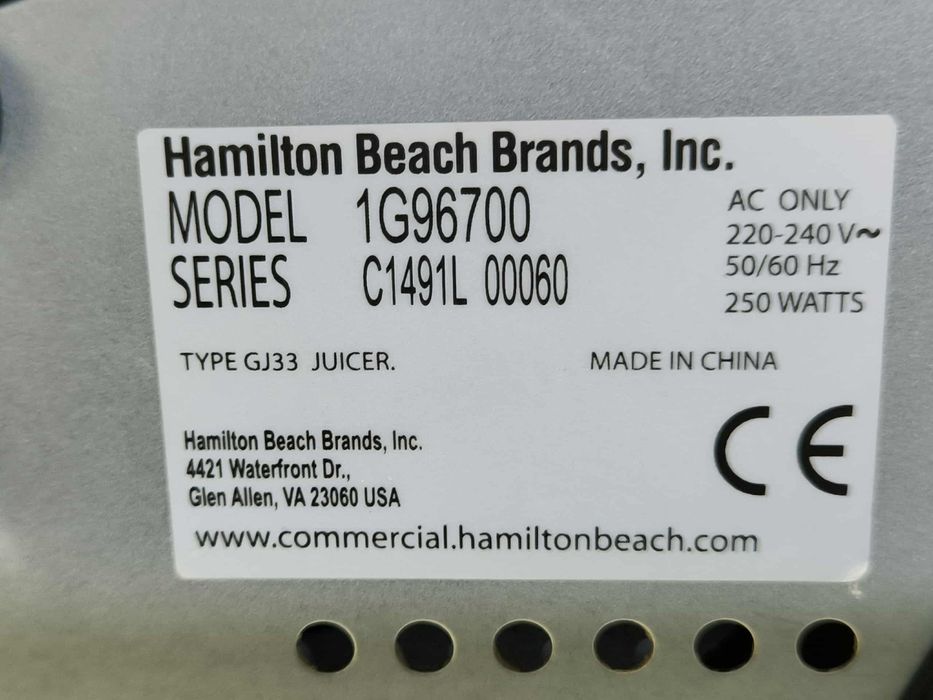 Hamilton Beach Brands, Inc.
MODEL 1G96700
SERIES C1491L 00060
AC ONLY
220-240 V~
50/60 Hz
250 WATTS
TYPE GJ33 JUICER.
MADE IN CHINA
Hamilton Beach Brands, Inc.
4421 Waterfront Dr.,
Glen Allen, VA 23060 USA
CE
www.commercial.hamiltonbeach.com